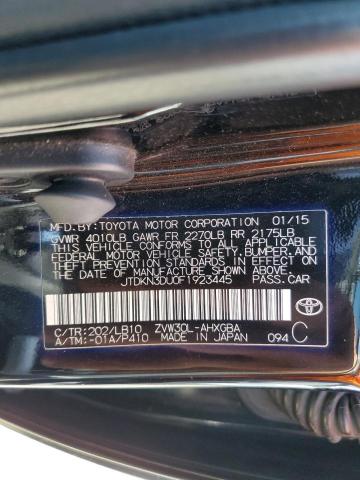 MFD.BY:TOYOTA MOTOR CORPORATION 01/15
GVWR 4010LB GAWR FR 2270LB RR 2175LB
THIS VEHICLE CONFORMS TO ALL APPLICABLE
FEDERAL MOTOR VEHICLE SAFETY, BUMPER, AND
THEFT PREVENTION STANDARDS IN EFFECT ON
THE DATE OF MANUFACTURE SHOWN ABOVE.
JTDKN3DU0F1923445 PASS.CAR
C/TR:202/LB10 ZVW30L-AHXGBA
A/TM:-01A/P410 MADE IN JAPAN 094 C